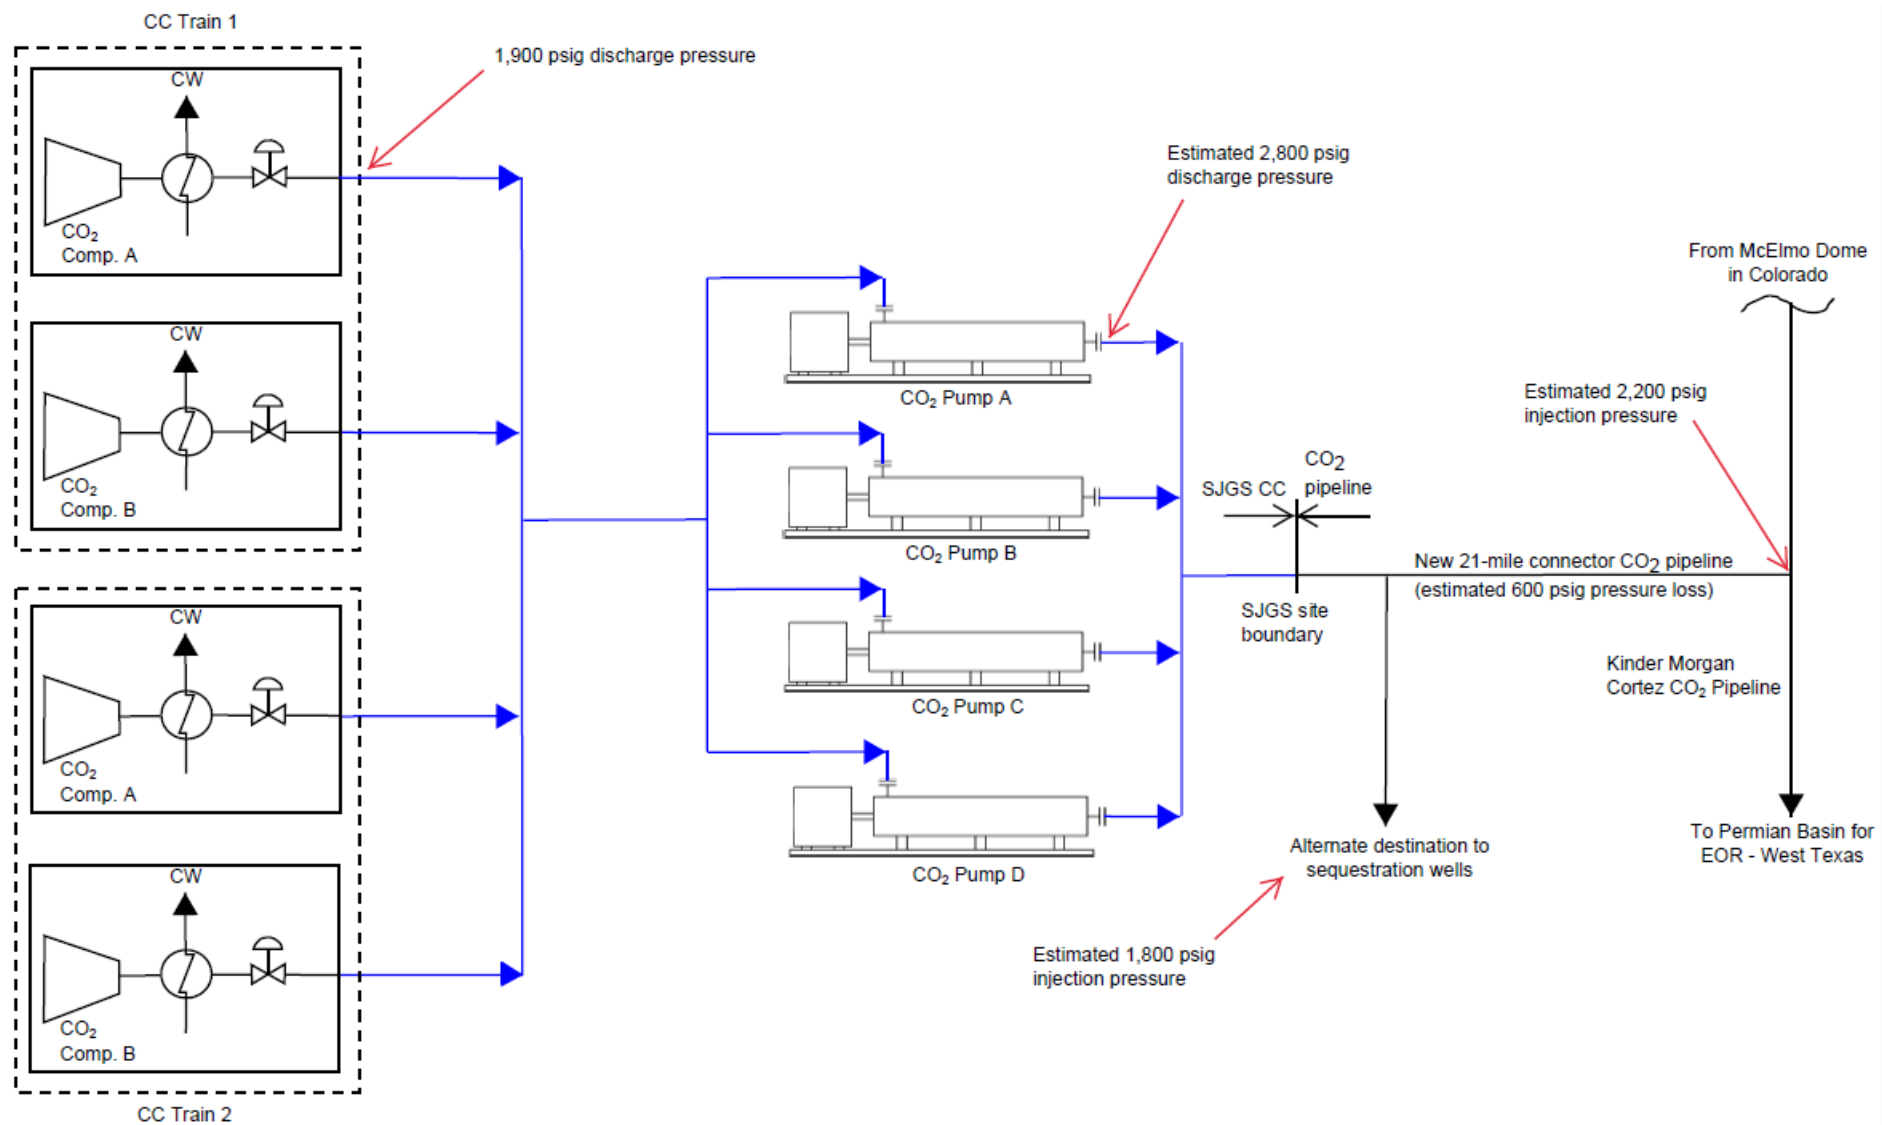 CC Train 1
CW
CO₂
Comp. A
CW
CO₂
Comp. B
CW
CO₂
Comp. A
CW
CO₂
Comp. B
CC Train 2
1,900 psig discharge pressure
Estimated 2,800 psig
discharge pressure
CO₂ Pump A
CO₂ Pump B
CO₂ Pump C
CO₂ Pump D
SJGS CC
CO₂
pipeline
SJGS site
boundary
New 21-mile connector CO₂ pipeline
(estimated 600 psig pressure loss)
From McElmo Dome
in Colorado
Estimated 2,200 psig
injection pressure
Kinder Morgan
Cortez CO₂ Pipeline
To Permian Basin for
EOR - West Texas
Alternate destination to
sequestration wells
Estimated 1,800 psig
injection pressure